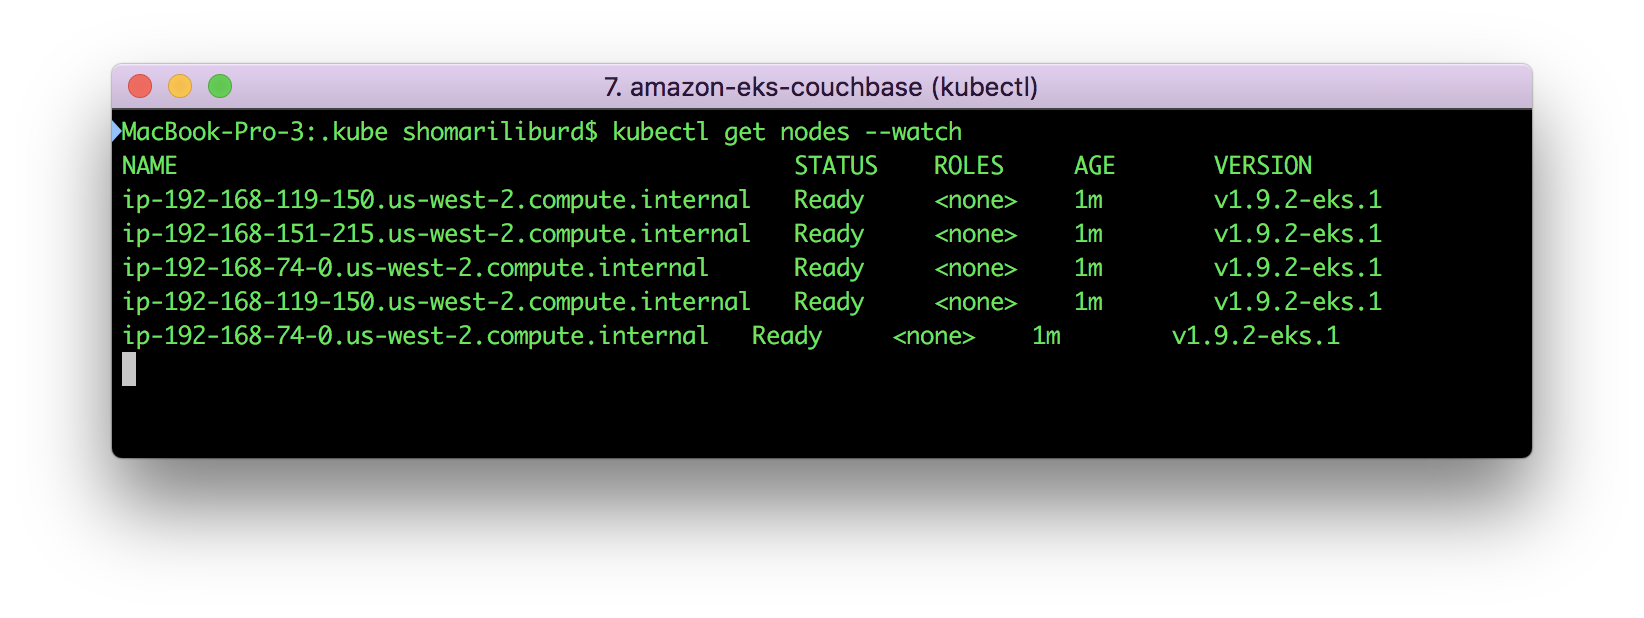 7. amazon-eks-couchbase (kubectl)
MacBook-Pro-3:.kube shomariliburd$ kubectl get nodes --watch
NAME STATUS ROLES AGE VERSION
ip-192-168-119-150.us-west-2.compute.internal Ready <none> 1m v1.9.2-eks.1
ip-192-168-151-215.us-west-2.compute.internal Ready <none> 1m v1.9.2-eks.1
ip-192-168-74-0.us-west-2.compute.internal Ready <none> 1m v1.9.2-eks.1
ip-192-168-119-150.us-west-2.compute.internal Ready <none> 1m v1.9.2-eks.1
ip-192-168-74-0.us-west-2.compute.internal Ready <none> 1m v1.9.2-eks.1